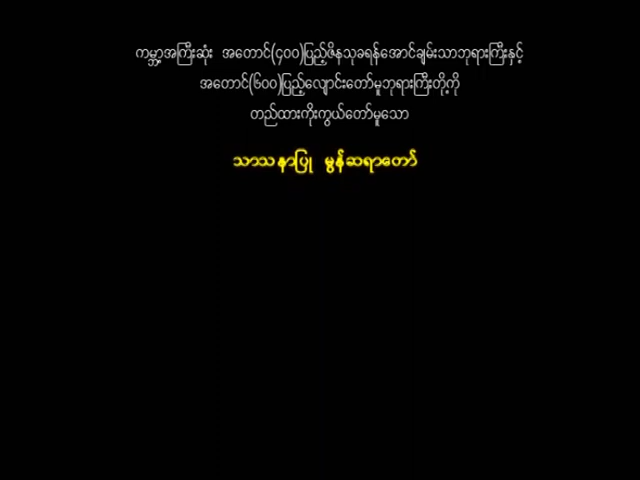 ကမ္ဘာ့အကြီးဆုံး အတောင်(၄၀၀)ပြည့်ဇိနသုခရန်အောင်ချမ်းသာဘုရားကြီးနှင့်
အတောင်(၆၀၀)ပြည့်လျောင်းတော်မူဘုရားကြီးတို့ကို
တည်ထားကိုးကွယ်တော်မူသော
သာသနာပြု မွန်ဆရာတော်